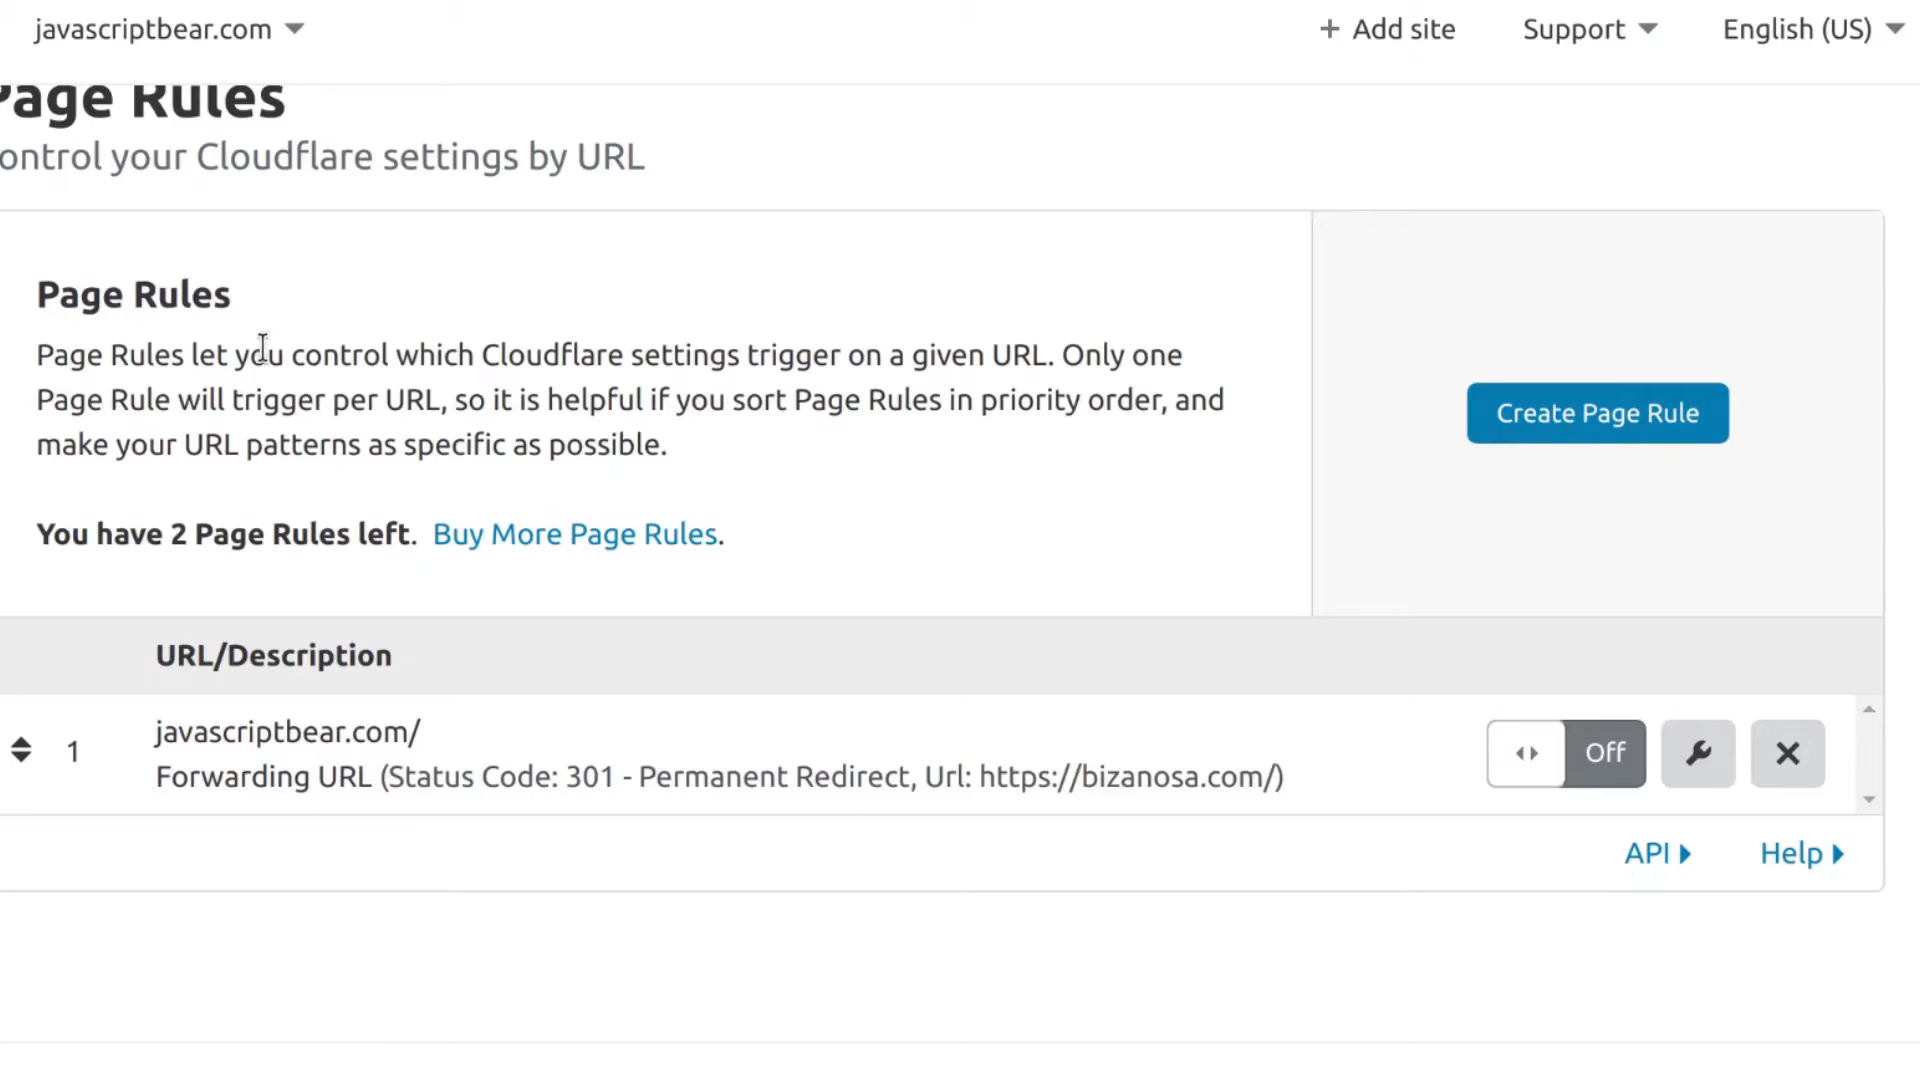 javascriptbear.com
+ Add site
Support
English (US)
Page Rules
ontrol your Cloudflare settings by URL
Page Rules
Page Rules let you control which Cloudflare settings trigger on a given URL. Only one
Page Rule will trigger per URL, so it is helpful if you sort Page Rules in priority order, and
make your URL patterns as specific as possible.
Create Page Rule
You have 2 Page Rules left. Buy More Page Rules.
URL/Description
1
javascriptbear.com/
Forwarding URL (Status Code: 301 - Permanent Redirect, Url: https://bizanosa.com/)
Off
API
Help